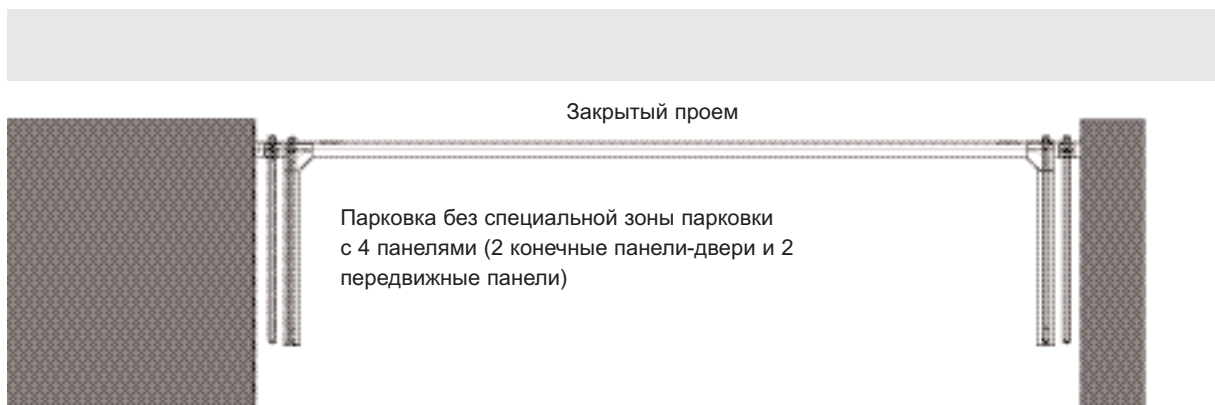 Закрытый проем
Парковка без специальной зоны парковки
с 4 панелями (2 конечные панели-двери и 2
передвижные панели)